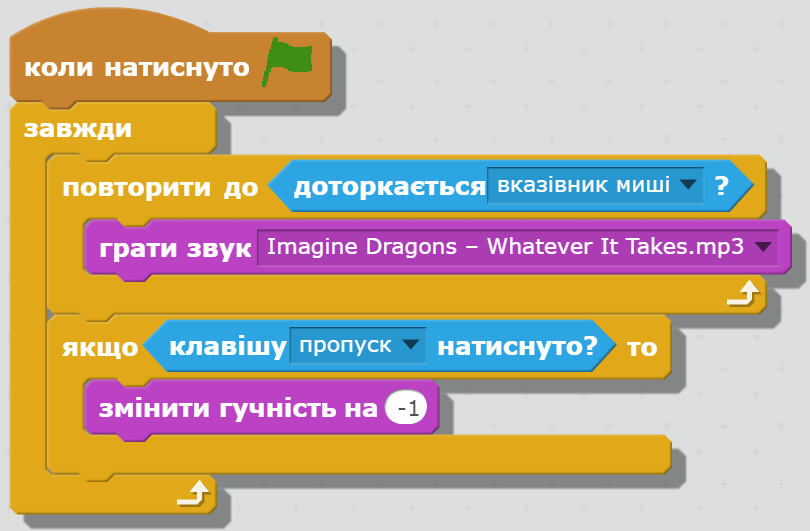 коли натиснуто
завжди
повторити до доторкається вказівник миші ?
грати звук Imagine Dragons – Whatever It Takes.mp3
якщо клавішу пропуск натиснуто? то
змінити гучність на -1